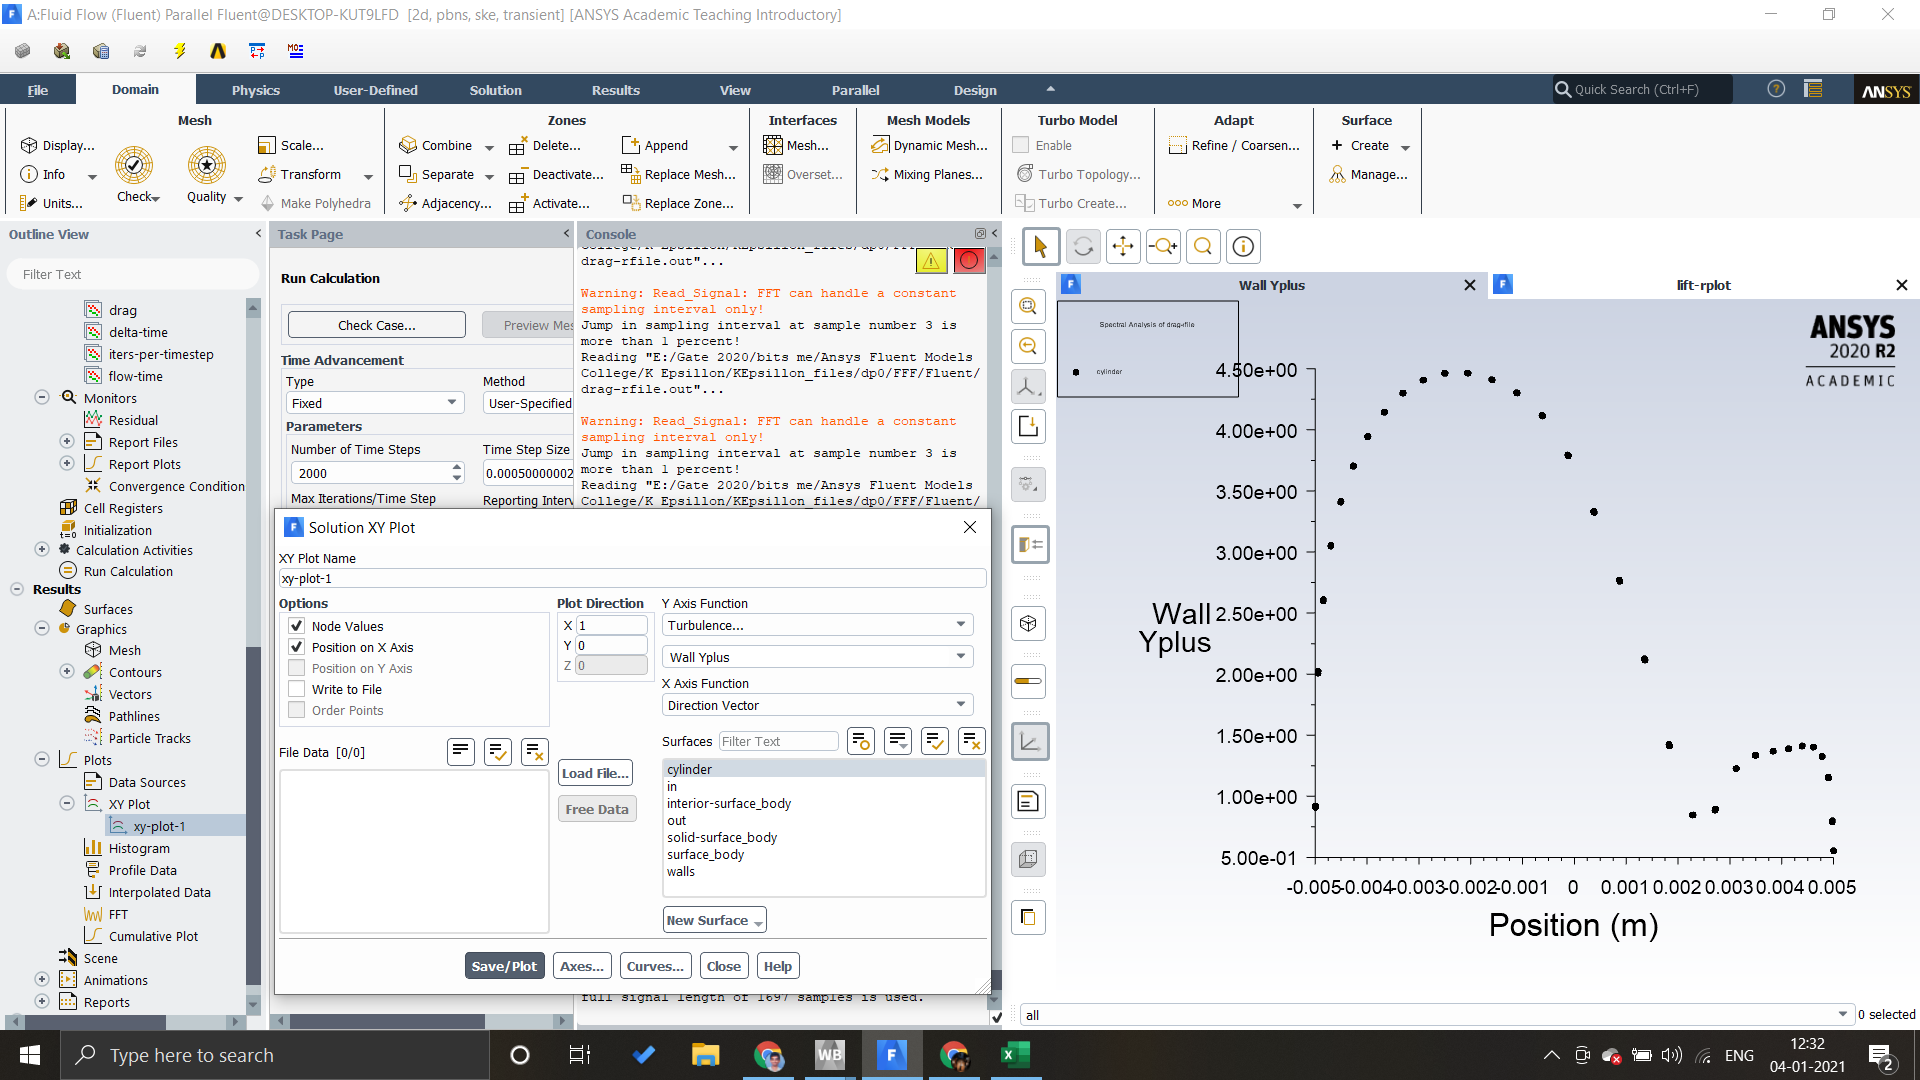 A:Fluid Flow (Fluent) Parallel Fluent@DESKTOP-KUT9LFD [2d, pbns, ske, transient] [ANSYS Academic Teaching Introductory]
File
Domain
Physics
User-Defined
Solution
Results
View
Parallel
Design
Quick Search (Ctrl+F)
ANSYS
Mesh
Display...
Info
Units...
Check
Quality
Scale...
Transform
Make Polyhedra
Zones
Combine
Separate
Adjacency...
Delete...
Deactivate...
Activate...
Append
Replace Mesh...
Replace Zone...
Interfaces
Mesh...
Overset...
Mesh Models
Dynamic Mesh...
Mixing Planes...
Turbo Model
Enable
Turbo Topology...
Turbo Create...
Adapt
Refine / Coarsen...
More
Surface
Create
Manage...
Outline View
Filter Text
drag
delta-time
iters-per-timestep
flow-time
Monitors
Residual
Report Files
Report Plots
Convergence Condition
Cell Registers
t=0
Initialization
Calculation Activities
Run Calculation
Results
Surfaces
Graphics
Mesh
Contours
Vectors
Pathlines
Particle Tracks
Plots
Data Sources
XY Plot
xy-plot-1
Histogram
Profile Data
Interpolated Data
FFT
Cumulative Plot
Scene
Animations
Reports
Task Page
Run Calculation
Check Case...
Preview Mes
Time Advancement
Type
Method
Fixed
User-Specified
Parameters
Number of Time Steps
Time Step Size
2000
0.00050000002
Max Iterations/Time Step
Reporting Interv
Console
College/K Epsillon/KEpsillon_files/dp0/FFF/Fluent/
drag-rfile.out"...
Warning: Read_Signal: FFT can handle a constant
sampling interval only!
Jump in sampling interval at sample number 3 is
more than 1 percent!
Reading "E:/Gate 2020/bits me/Ansys Fluent Models
College/K Epsillon/KEpsillon_files/dp0/FFF/Fluent/
drag-rfile.out"...
Warning: Read_Signal: FFT can handle a constant
sampling interval only!
Jump in sampling interval at sample number 3 is
more than 1 percent!
Reading "E:/Gate 2020/bits me/Ansys Fluent Models
College/K Epsillon/KEpsillon_files/dp0/FFF/Fluent/
full signal length of 1697 samples is used.
Solution XY Plot
XY Plot Name
xy-plot-1
Options
Node Values
Position on X Axis
Position on Y Axis
Write to File
Order Points
Plot Direction
X 1
Y 0
Z 0
Y Axis Function
Turbulence...
Wall Yplus
X Axis Function
Direction Vector
File Data [0/0]
Load File...
Free Data
Surfaces
Filter Text
cylinder
in
interior-surface_body
out
solid-surface_body
surface_body
walls
New Surface
Save/Plot
Axes...
Curves...
Close
Help
Wall Yplus
lift-rplot
Spectral Analysis of drag-rfile
cylinder
ANSYS
2020 R2
ACADEMIC
4.50e+00
4.00e+00
3.50e+00
3.00e+00
2.50e+00
2.00e+00
1.50e+00
1.00e+00
5.00e-01
Wall
Yplus
-0.005
-0.004
-0.003
-0.002
-0.001
0
0.001
0.002
0.003
0.004
0.005
Position (m)
all
0 selected
Type here to search
WB
ENG
12:32
04-01-2021
2